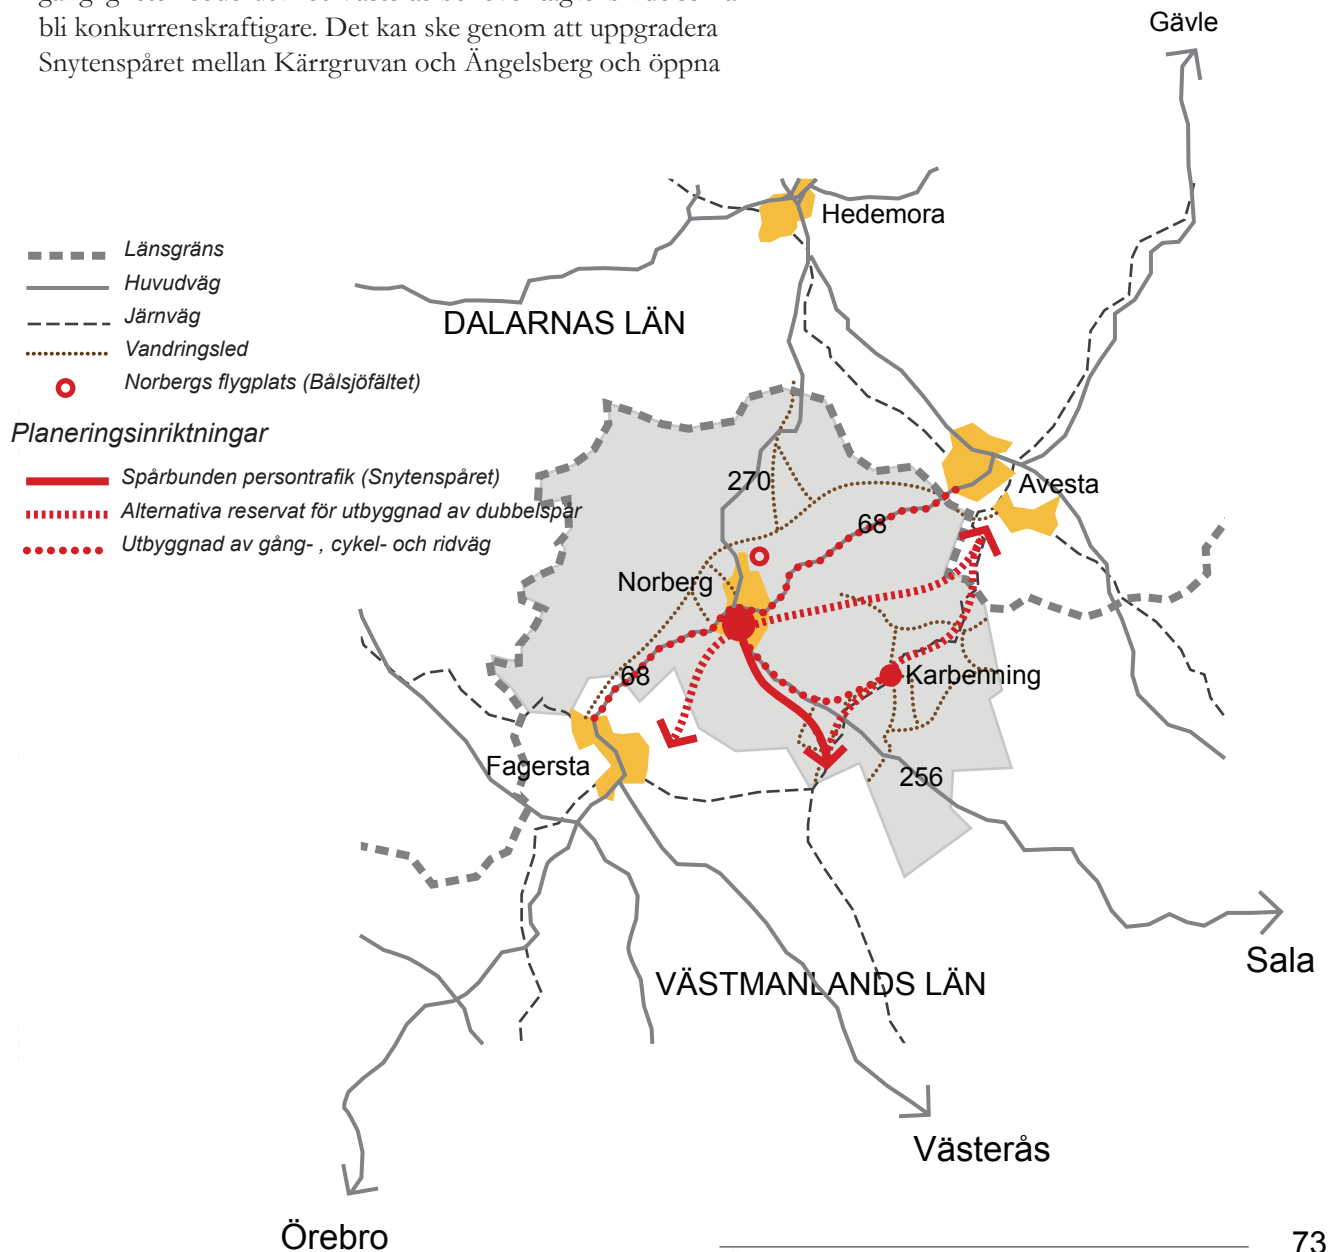 bli konkurrenskraftigare. Det kan ske genom att uppgradera
Snytenspåret mellan Kärrgruvan och Ängelsberg och öppna
Gävle
Hedemora
Länsgräns
Huvudväg
Järnväg
Vandringsled
Norbergs flygplats (Bålsjöfältet)
DALARNAS LÄN
Planeringsinriktningar
Spårbunden persontrafik (Snytenspåret)
Alternativa reservat för utbyggnad av dubbelspår
Utbyggnad av gång- , cykel- och ridväg
270
Avesta
68
Norberg
68
Karbenning
Fagersta
256
Sala
VÄSTMANLANDS LÄN
Västerås
Örebro
73